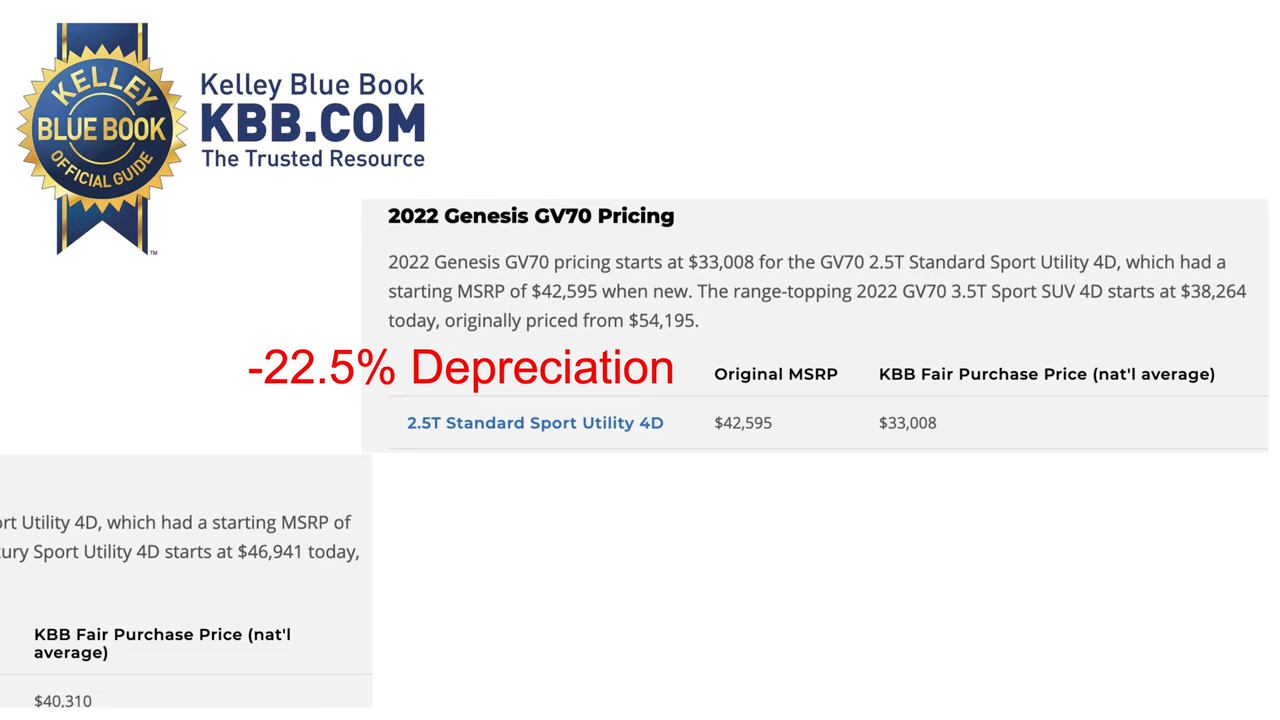 KELLEY
BLUE BOOK
OFFICIAL GUIDE
TM
Kelley Blue Book
KBB.COM
The Trusted Resource
2022 Genesis GV70 Pricing
2022 Genesis GV70 pricing starts at $33,008 for the GV70 2.5T Standard Sport Utility 4D, which had a
starting MSRP of $42,595 when new. The range-topping 2022 GV70 3.5T Sport SUV 4D starts at $38,264
today, originally priced from $54,195.
-22.5% Depreciation
Original MSRP KBB Fair Purchase Price (nat'l average)
2.5T Standard Sport Utility 4D $42,595 $33,008
Utility 4D, which had a starting MSRP of
Sport Utility 4D starts at $46,941 today,
KBB Fair Purchase Price (nat'l
average)
$40,310